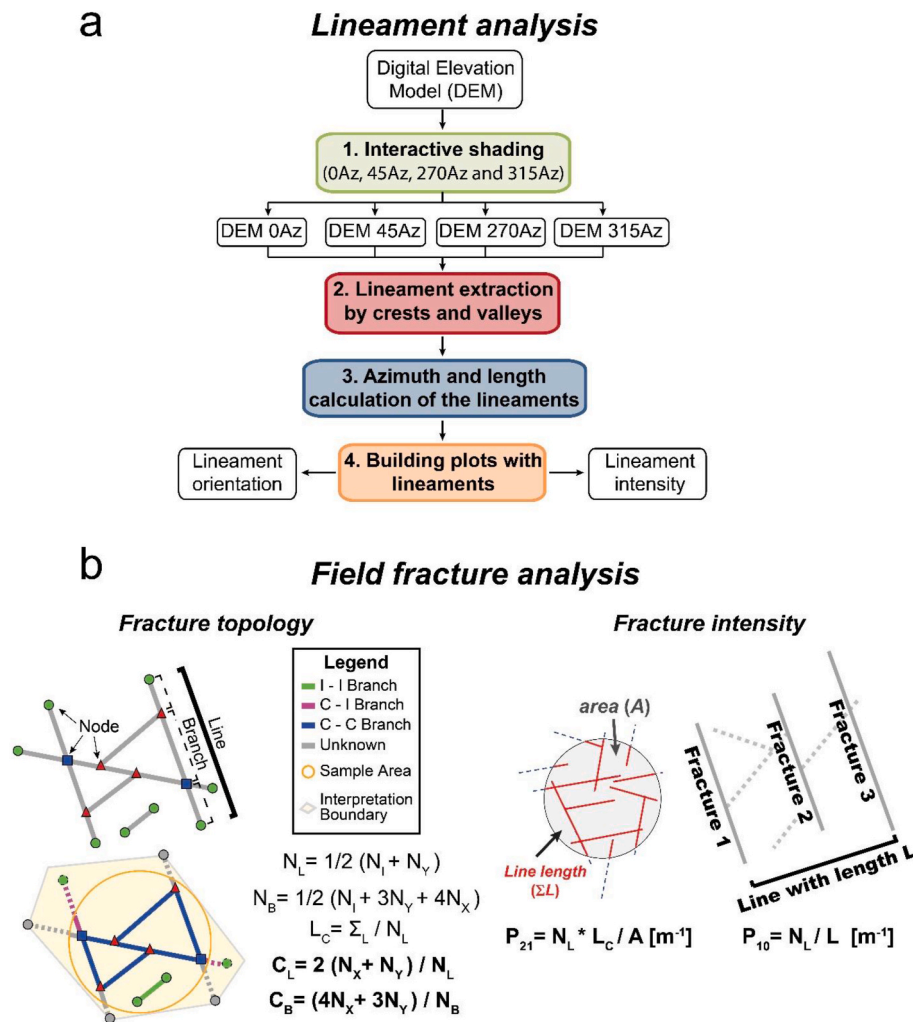 a
Lineament analysis
Digital Elevation
Model (DEM)
1. Interactive shading
(0Az, 45Az, 270Az and 315Az)
DEM 0Az
DEM 45Az
DEM 270Az
DEM 315Az
2. Lineament extraction
by crests and valleys
3. Azimuth and length
calculation of the lineaments
4. Building plots with
lineaments
Lineament
orientation
Lineament
intensity
b
Field fracture analysis
Fracture topology
Node
Branch
Line
Legend
I - I Branch
C - I Branch
C - C Branch
Unknown
Sample Area
Interpretation
Boundary
N_L= 1/2 (N_I + N_Y)
N_B= 1/2 (N_I + 3N_Y + 4N_X)
L_C= Σ_L / N_L
C_L= 2 (N_X+ N_Y) / N_L
C_B= (4N_X+ 3N_Y) / N_B
Fracture intensity
area (A)
Line length
(ΣL)
P₂₁= N_L * L_C / A [m⁻¹]
Fracture 1
Fracture 2
Fracture 3
Line with length L
P₁₀= N_L / L [m⁻¹]